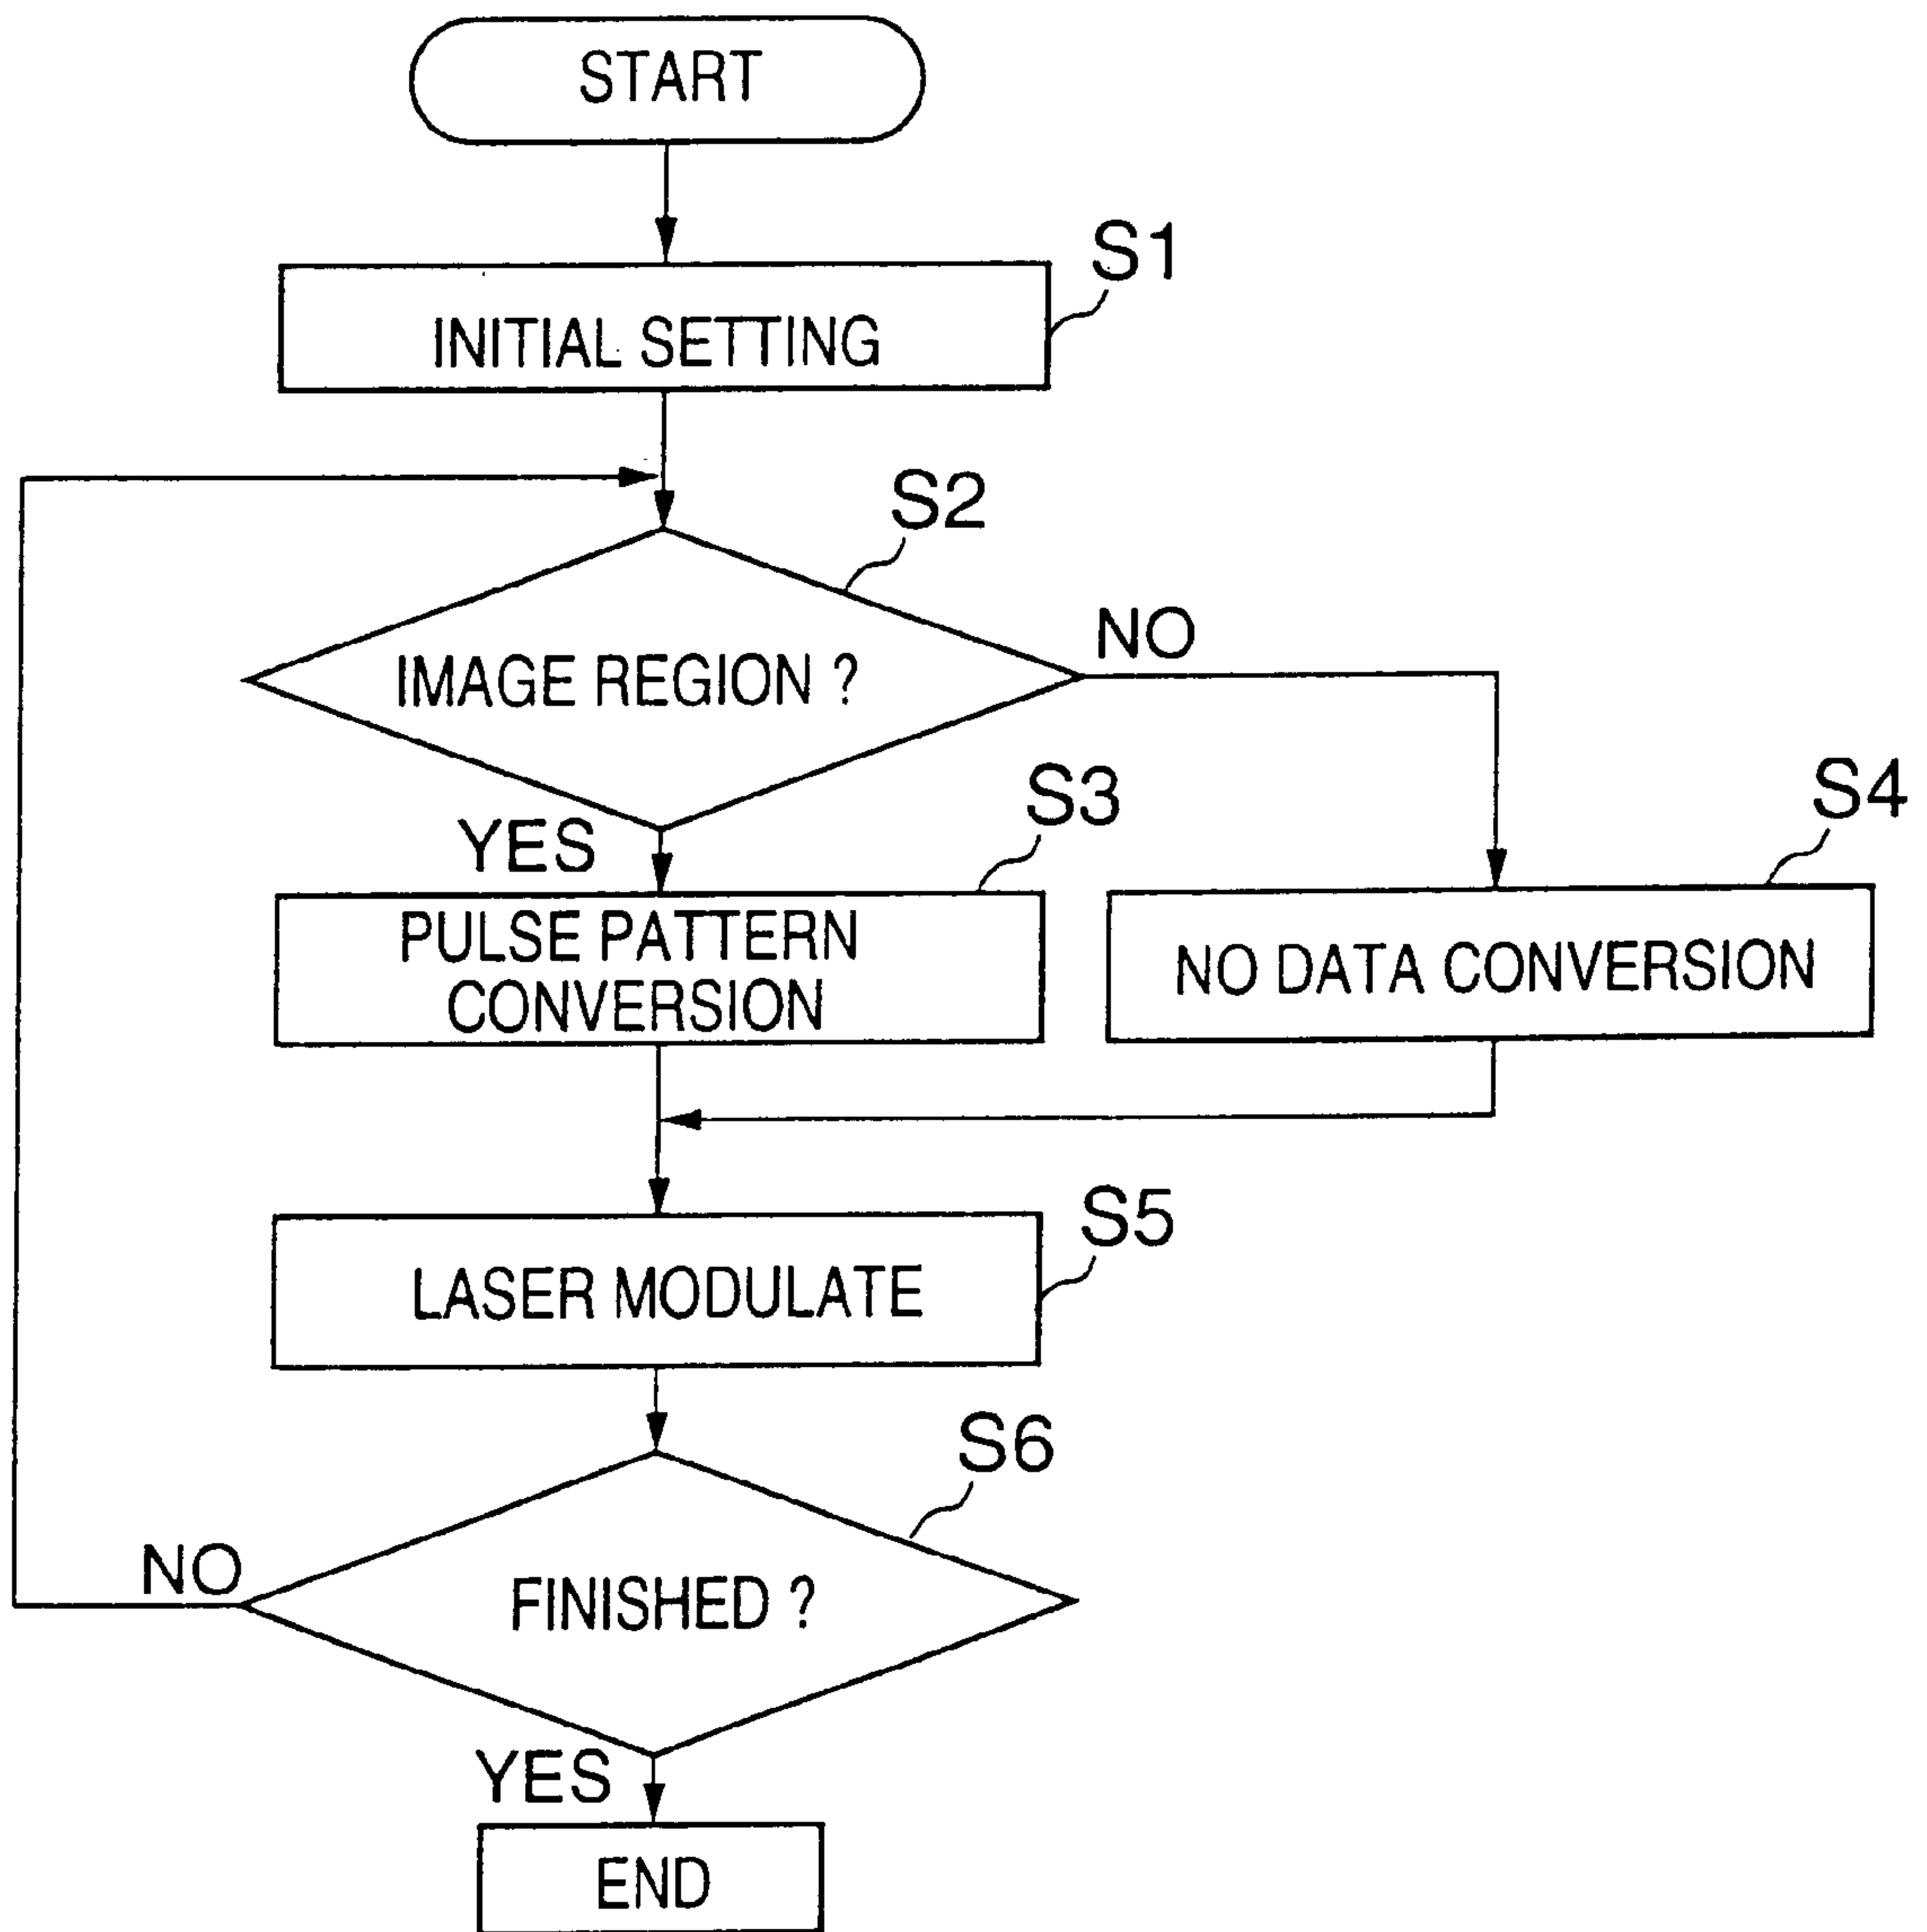 START
S1
INITIAL SETTING
S2
NO
IMAGE REGION ?
S3
S4
YES
PULSE PATTERN
CONVERSION
NO DATA CONVERSION
S5
LASER MODULATE
S6
NO
FINISHED ?
YES
END